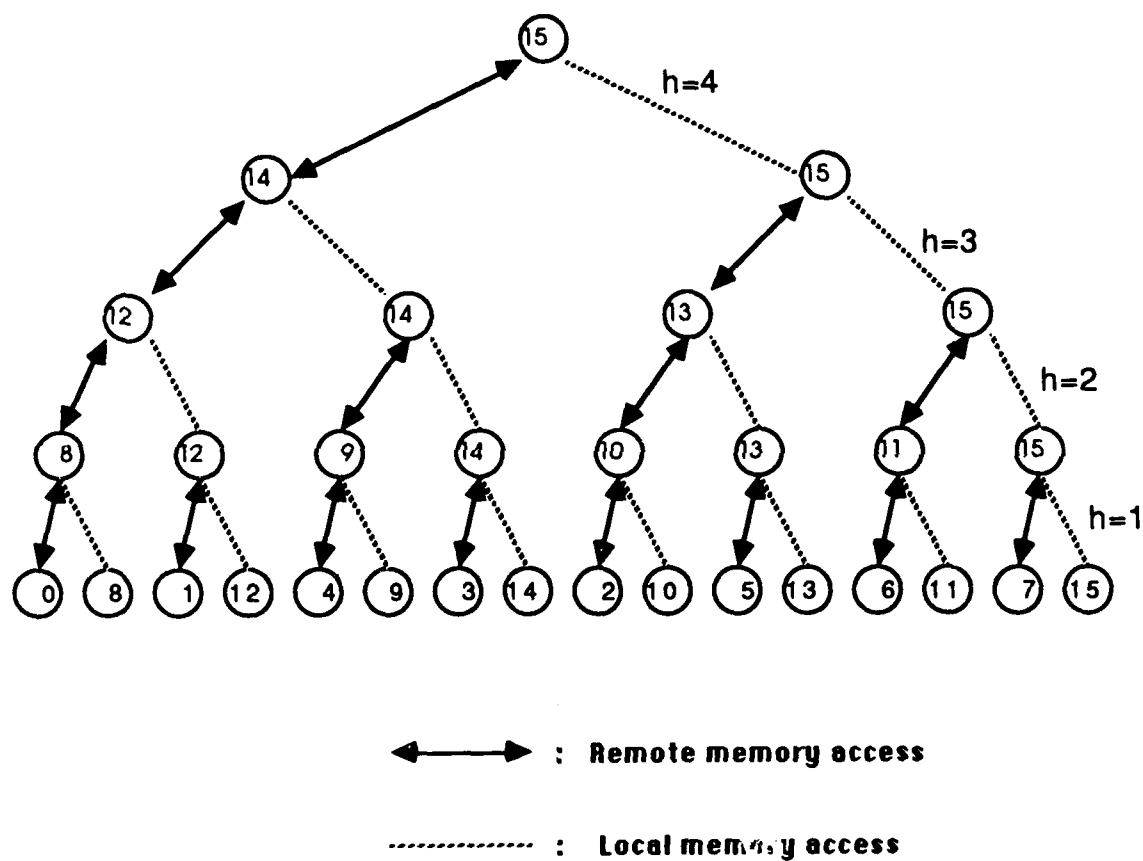 15
h=4
14 15
h=3
12 14 13 15
h=2
8 12 9 14 10 13 11 15
h=1
0 8 1 12 4 9 3 14 2 10 5 13 6 11 7 15
: Remote memory access
: Local memory access